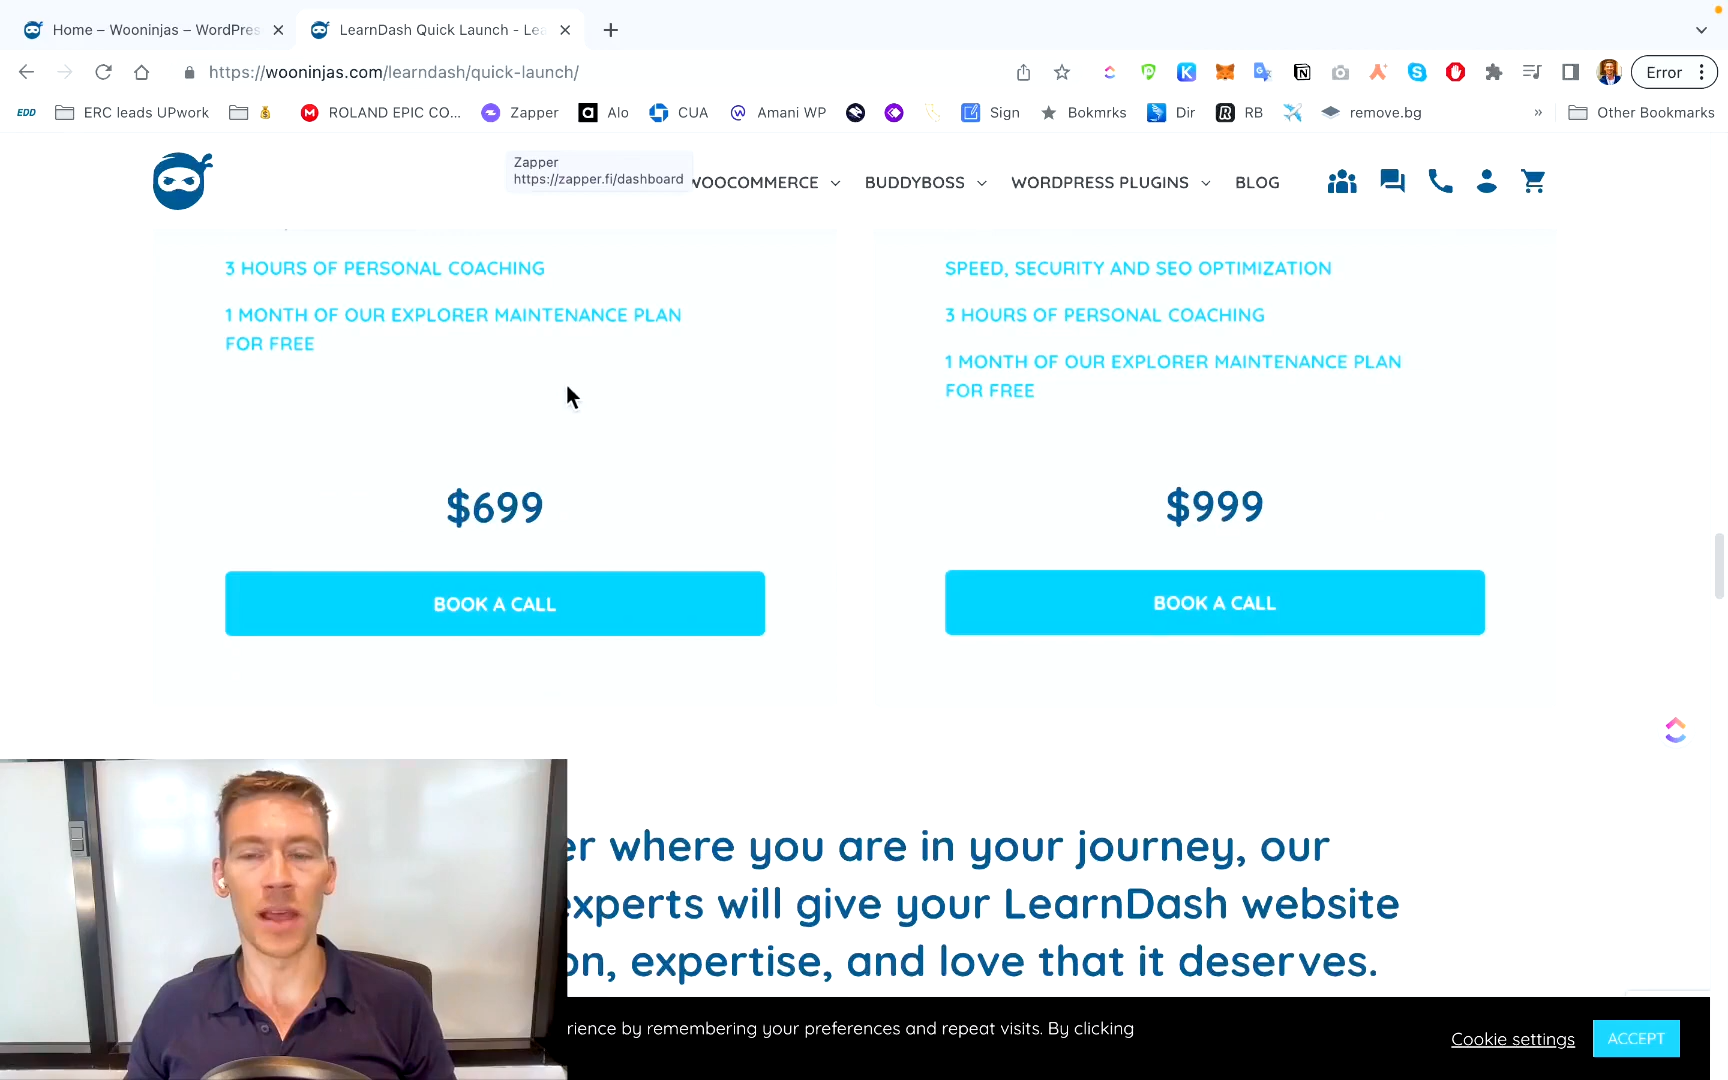 Home – Wooninjas – WordPres
LearnDash Quick Launch - Lea
https://wooninjas.com/learndash/quick-launch/
Error
EDD
ERC leads UPwork
ROLAND EPIC CO...
Zapper
Alo
CUA
Amani WP
Sign
Bokmrks
Dir
RB
remove.bg
»
Other Bookmarks
Zapper
https://zapper.fi/dashboard
WOOCOMMERCE
BUDDYBOSS
WORDPRESS PLUGINS
BLOG
3 HOURS OF PERSONAL COACHING
1 MONTH OF OUR EXPLORER MAINTENANCE PLAN
FOR FREE
$699
BOOK A CALL
SPEED, SECURITY AND SEO OPTIMIZATION
3 HOURS OF PERSONAL COACHING
1 MONTH OF OUR EXPLORER MAINTENANCE PLAN
FOR FREE
$999
BOOK A CALL
er where you are in your journey, our
experts will give your LearnDash website
on, expertise, and love that it deserves.
rience by remembering your preferences and repeat visits. By clicking
Cookie settings
ACCEPT